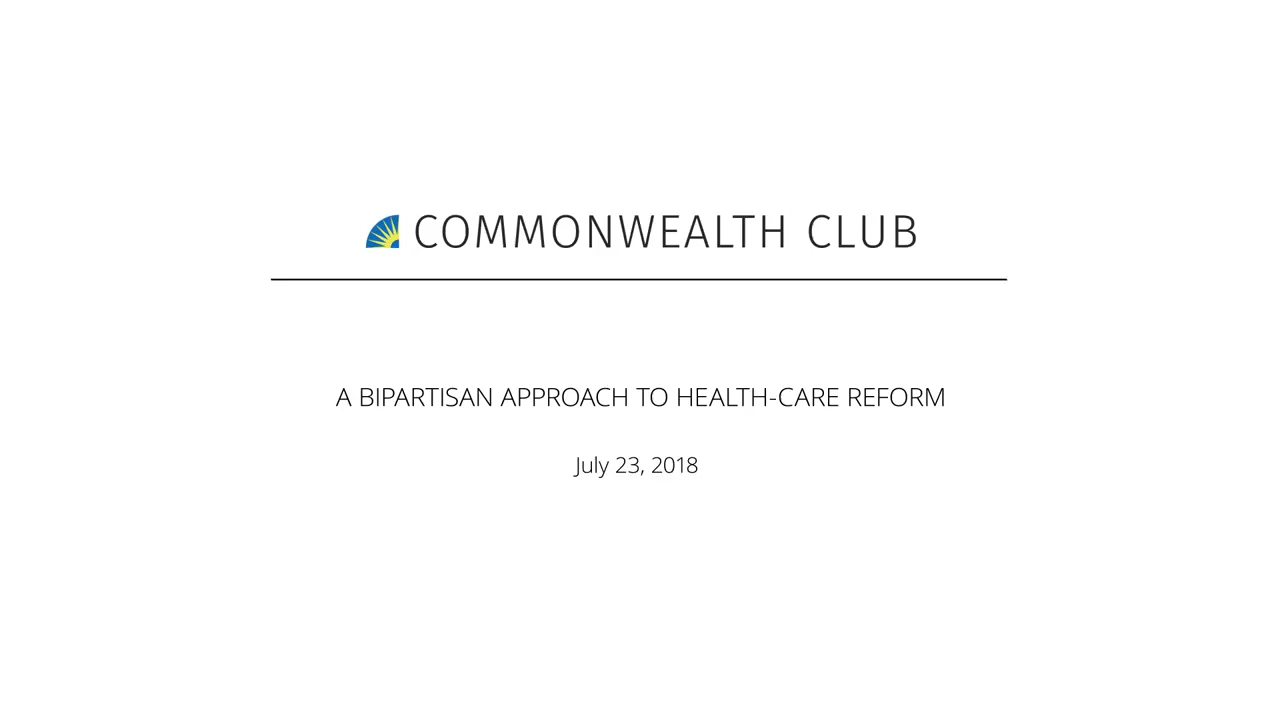 COMMONWEALTH CLUB
A BIPARTISAN APPROACH TO HEALTH-CARE REFORM
July 23, 2018